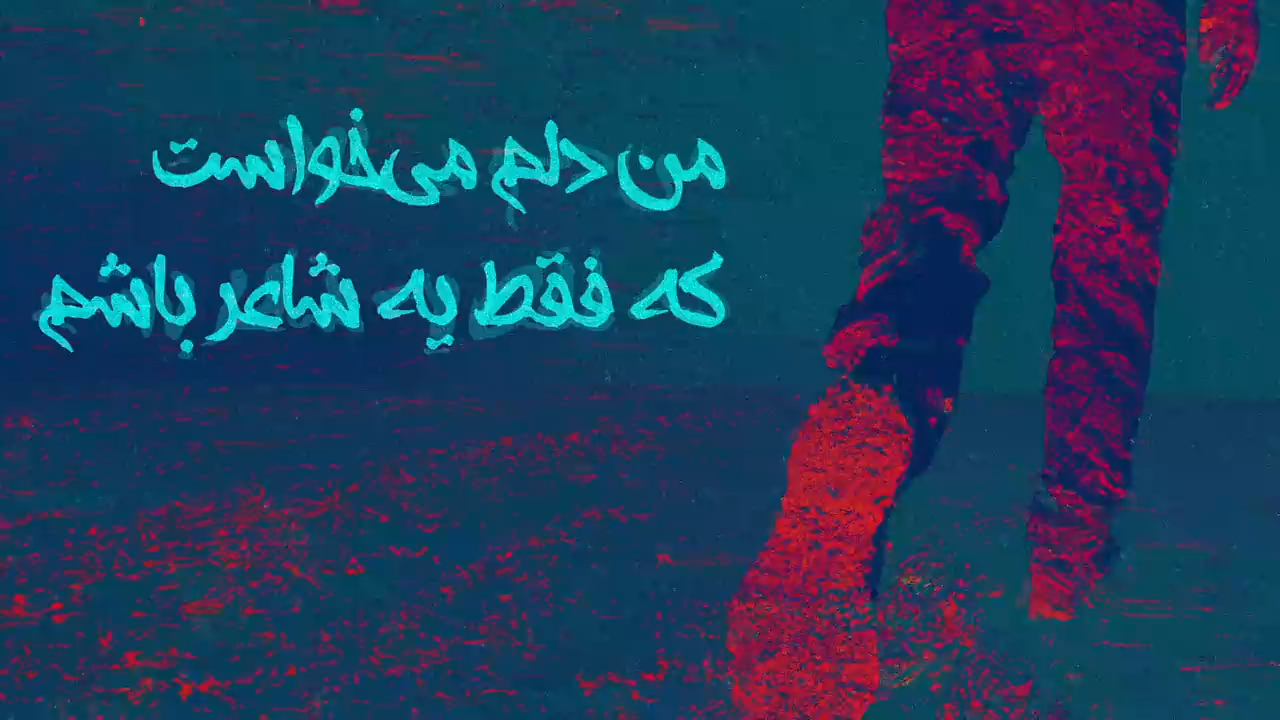 من دلم می‌خواست
که فقط یه شاعر باشم